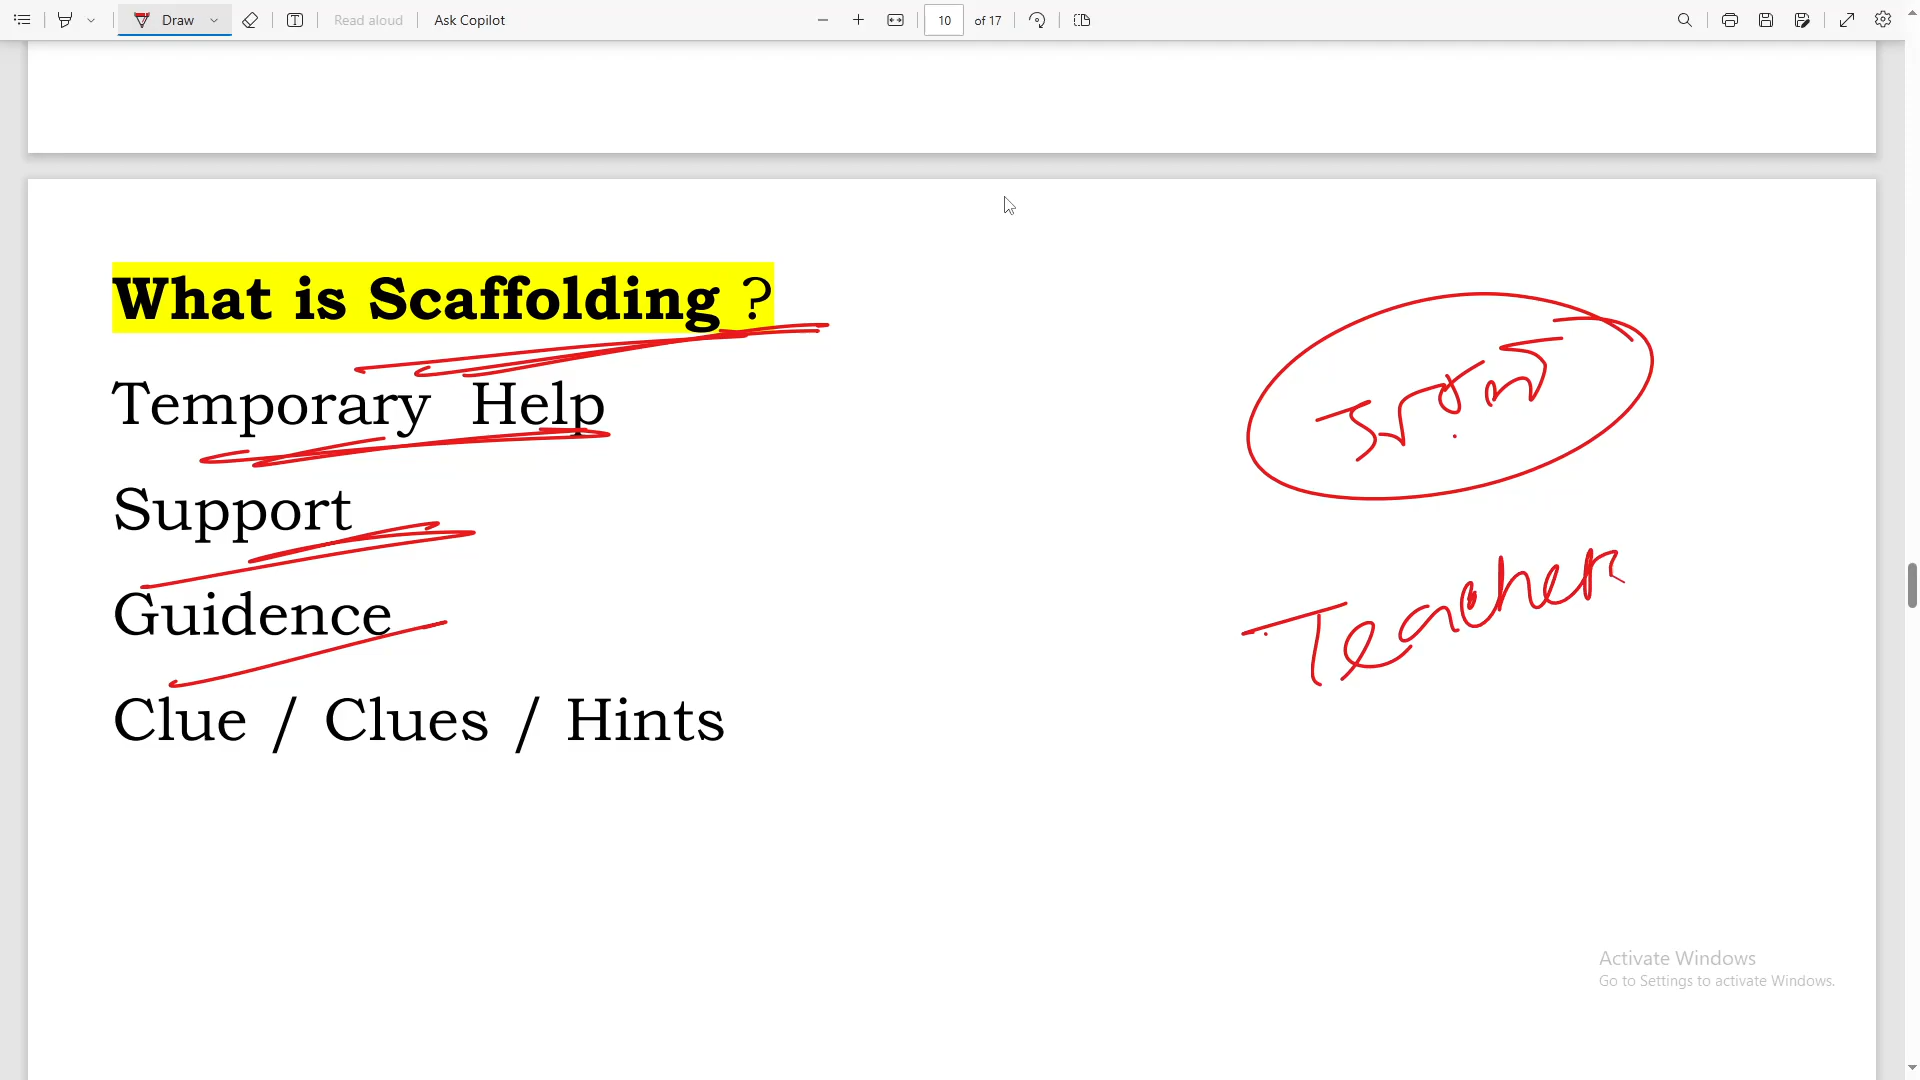 Draw
Read aloud
Ask Copilot
10 of 17
What is Scaffolding ?
Temporary Help
Support
Guidence
Clue / Clues / Hints
Teacher
Activate Windows
Go to Settings to activate Windows.